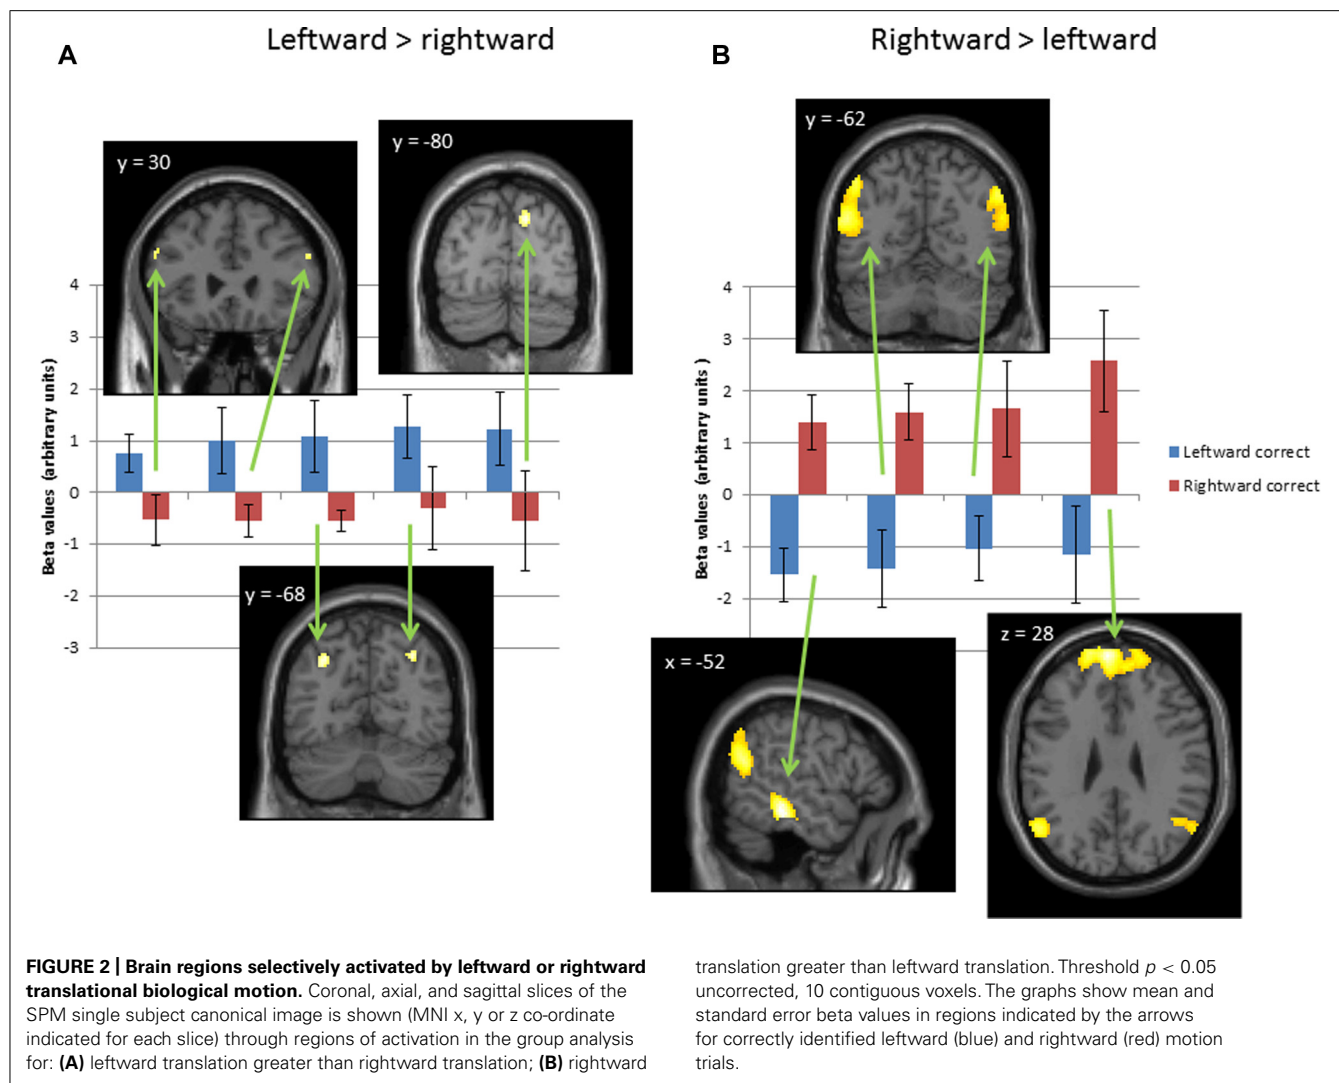 A
Leftward > rightward
y = 30
y = -80
4
3
2
1
0
-1
-2
-3
Beta values (arbitrary units)
y = -68
B
Rightward > leftward
y = -62
4
3
2
1
0
-1
-2
Beta values (arbitrary units )
Leftward correct
Rightward correct
x = -52
z = 28
FIGURE 2 | Brain regions selectively activated by leftward or rightward
translational biological motion. Coronal, axial, and sagittal slices of the
SPM single subject canonical image is shown (MNI x, y or z co-ordinate
indicated for each slice) through regions of activation in the group analysis
for: (A) leftward translation greater than rightward translation; (B) rightward
translation greater than leftward translation. Threshold p < 0.05
uncorrected, 10 contiguous voxels. The graphs show mean and
standard error beta values in regions indicated by the arrows
for correctly identified leftward (blue) and rightward (red) motion
trials.